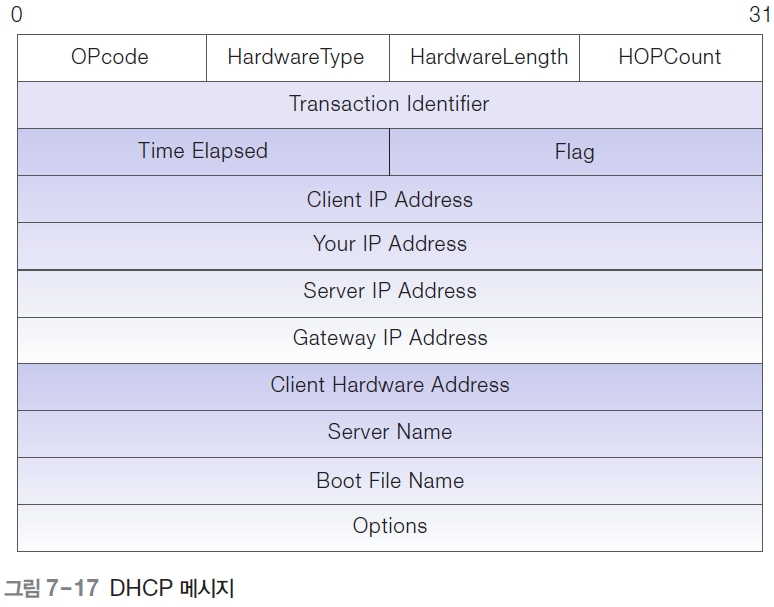 0 31
OPcode HardwareType HardwareLength HOPCount
Transaction Identifier
Time Elapsed Flag
Client IP Address
Your IP Address
Server IP Address
Gateway IP Address
Client Hardware Address
Server Name
Boot File Name
Options
그림 7-17 DHCP 메시지